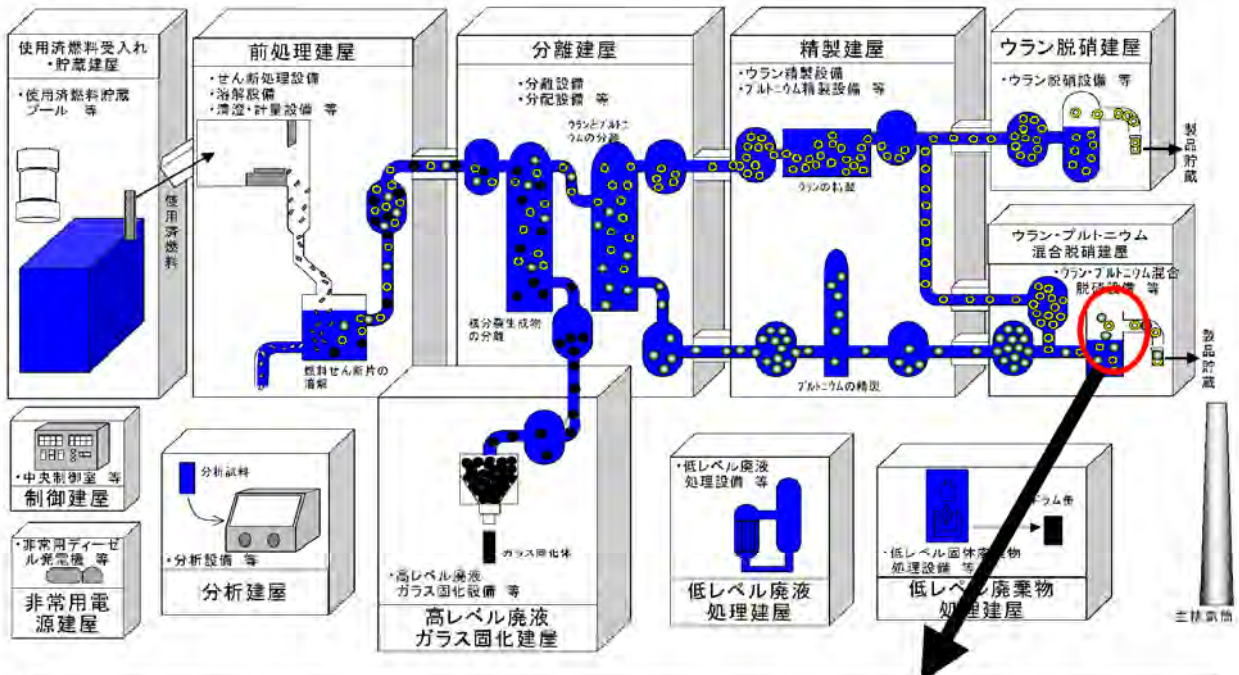 使用済燃料受入れ
・貯蔵建屋
・使用済燃料貯蔵
プール 等
使用済燃料
前処理建屋
・せん断処理設備
・溶解設備
・清澄・計量設備 等
燃料せん断片の
溶解
分離建屋
・分離設備
・分配設備 等
ウランとプルトニ
ウムの分離
核分裂生成物
の分離
精製建屋
・ウラン精製設備
・プルトニウム精製設備 等
ウランの精製
プルトニウムの精製
ウラン脱硝建屋
・ウラン脱硝設備 等
製品貯蔵
ウラン・プルトニウム
混合脱硝建屋
・ウラン・プルトニウム混合
脱硝設備 等
製品貯蔵
・中央制御室 等
制御建屋
・非常用ディーゼ
ル発電機 等
非常用電
源建屋
分析試料
・分析設備 等
分析建屋
ガラス固化体
・高レベル廃液
ガラス固化設備 等
高レベル廃液
ガラス固化建屋
・低レベル廃液
処理設備 等
低レベル廃液
処理建屋
・低レベル固体廃棄物
処理設備 等
低レベル廃棄物
処理建屋
主排気筒